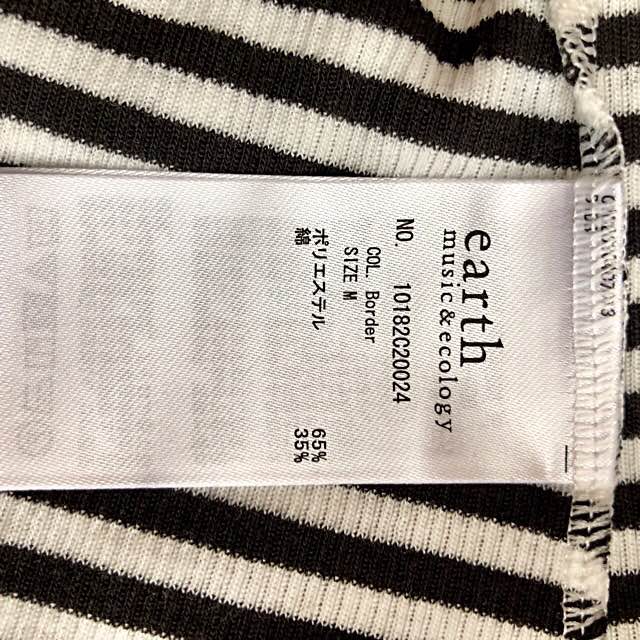 earth
music&ecology
NO. 10182C20024
COL. Border
SIZE M
ポリエステル 65%
綿 35%